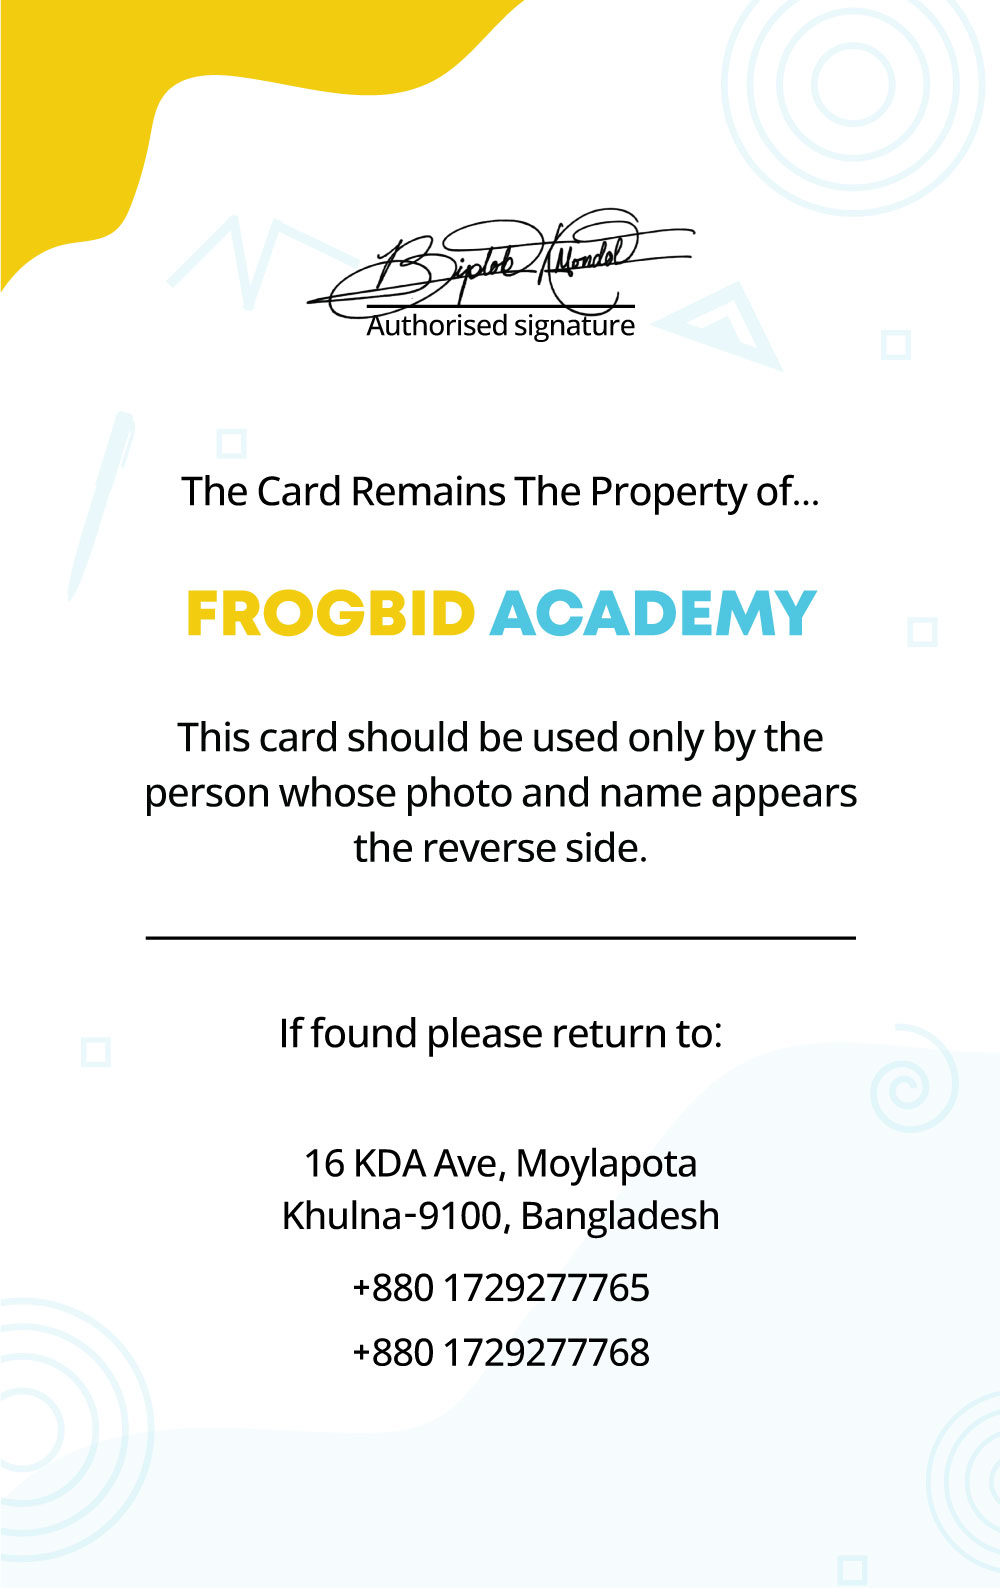 Biplob Mondal
Authorised signature
The Card Remains The Property of...
FROGBID ACADEMY
This card should be used only by the
person whose photo and name appears
the reverse side.
If found please return to:
16 KDA Ave, Moylapota
Khulna-9100, Bangladesh
+880 1729277765
+880 1729277768